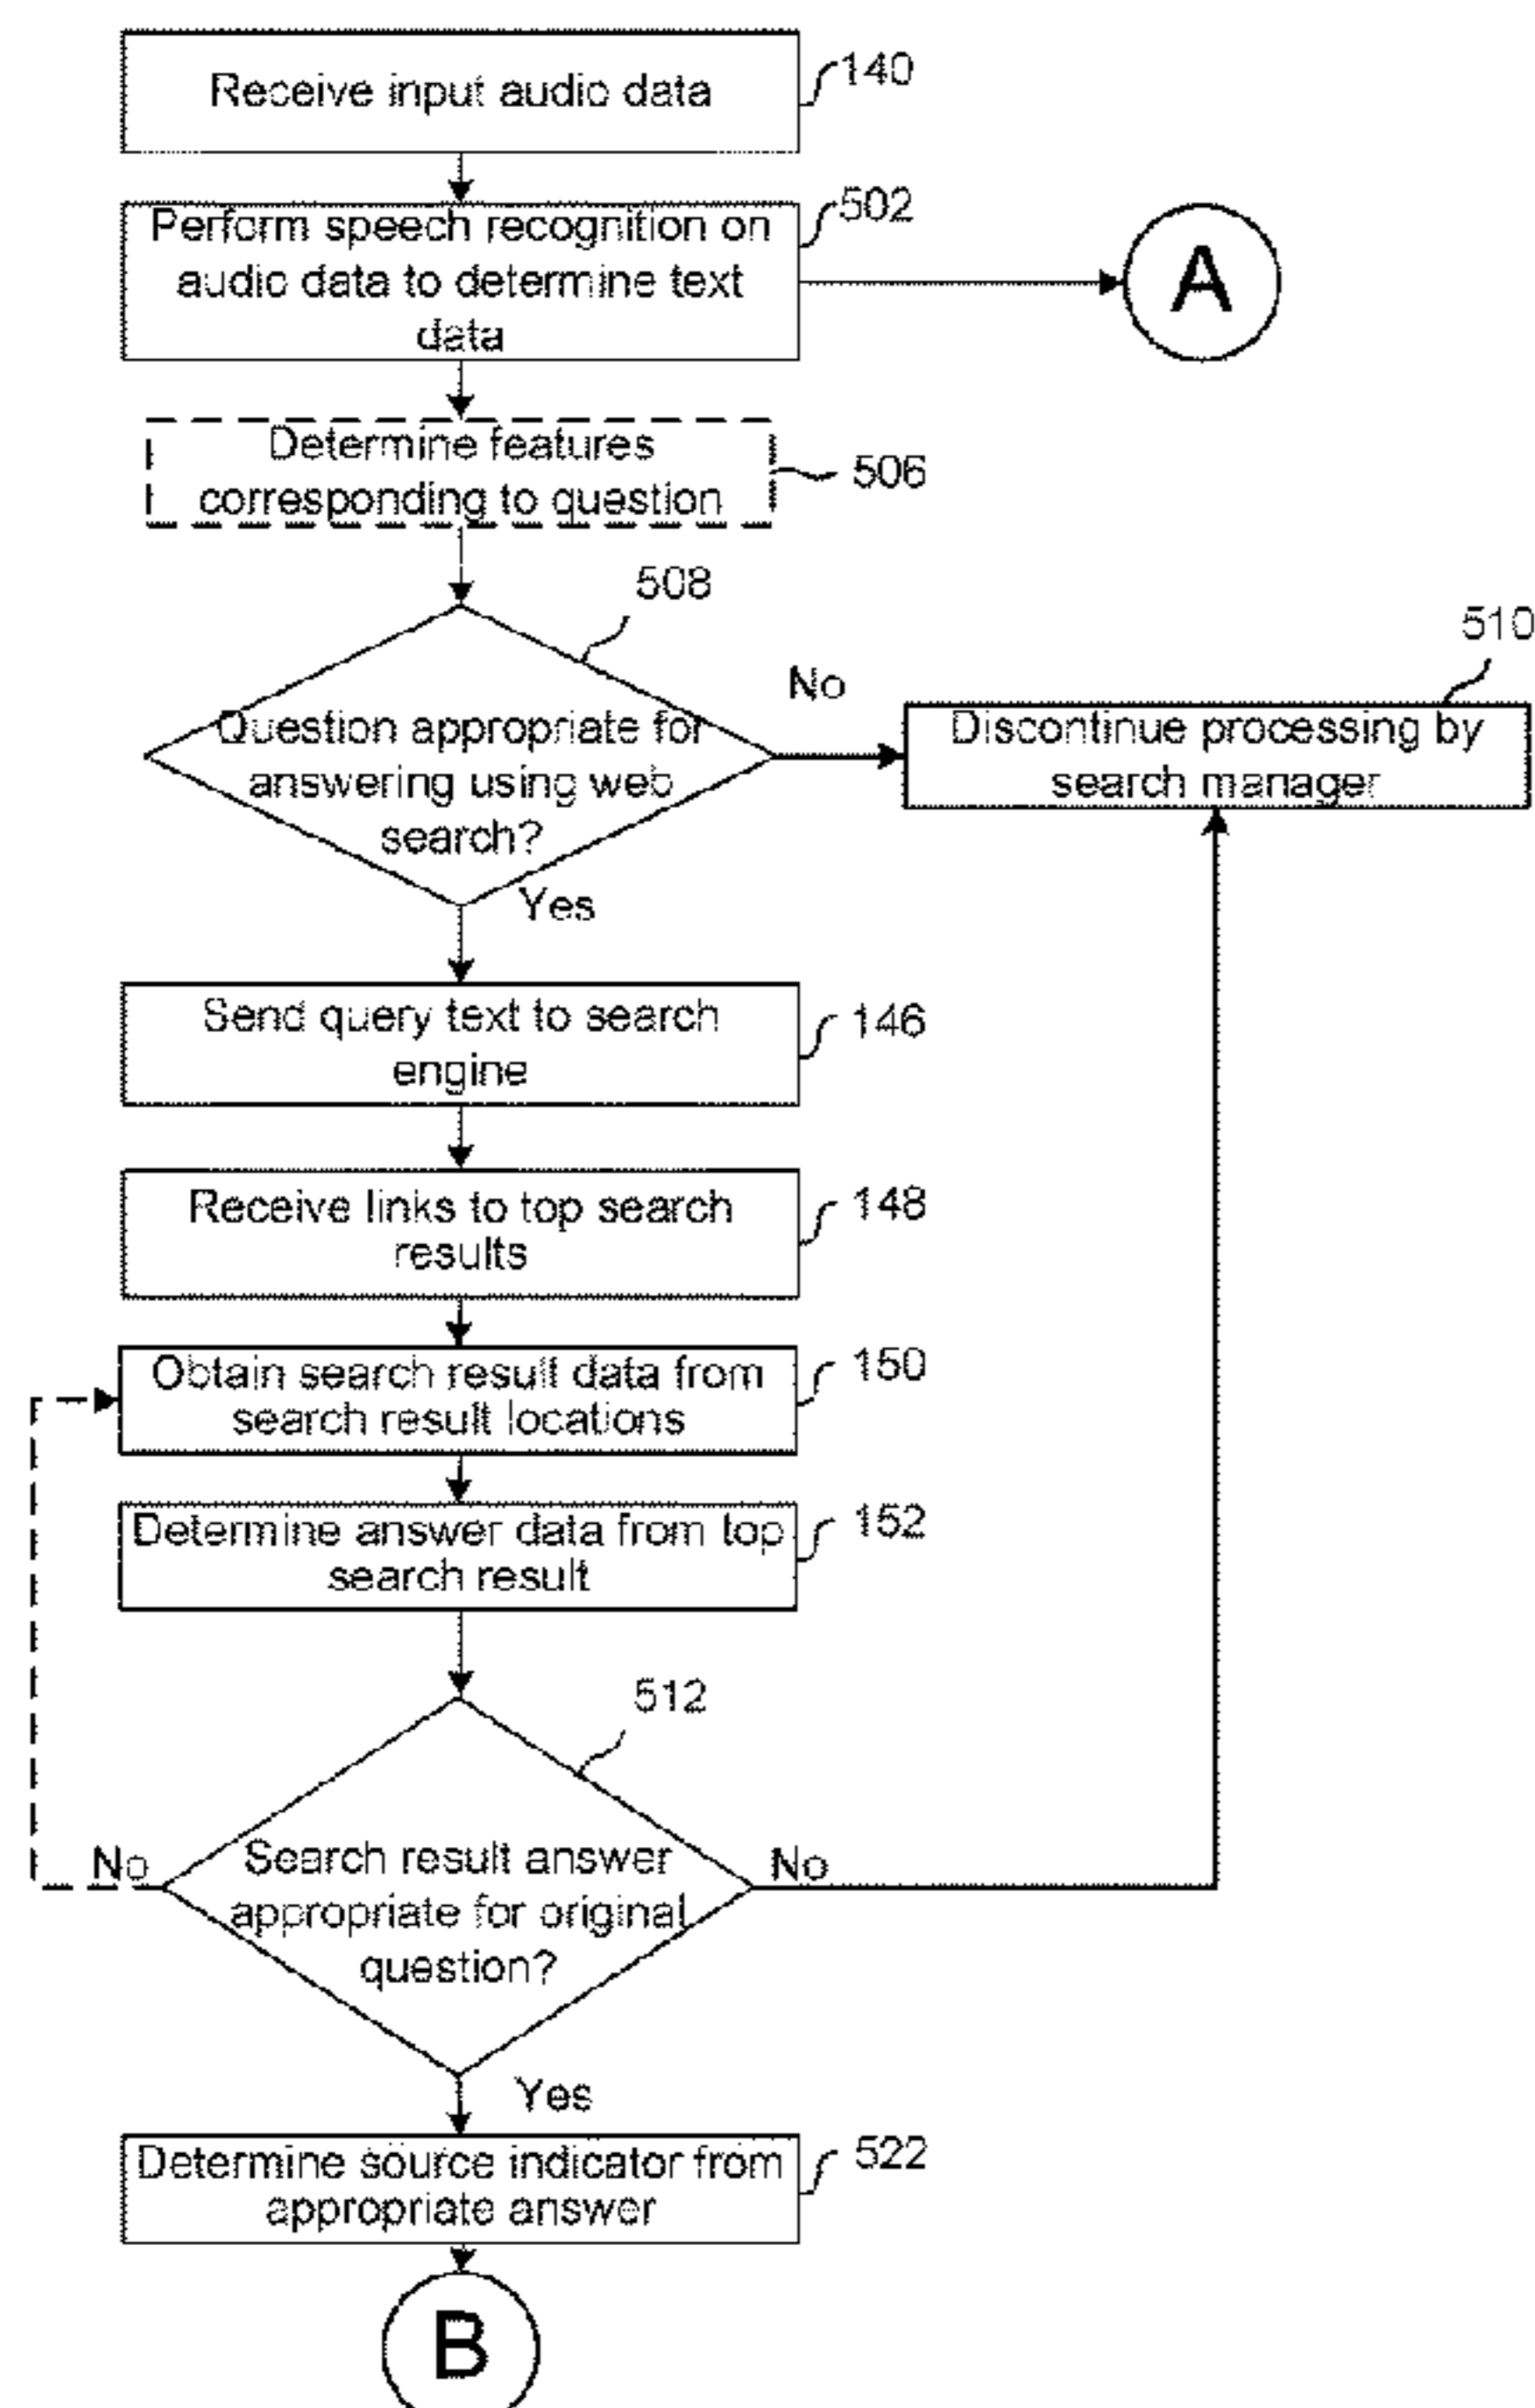 Receive input audio data
140
Perform speech recognition on
audio data to determine text
data
502
A
Determine features
corresponding to question
506
508
Question appropriate for
answering using web
search?
No
510
Discontinue processing by
search manager
Yes
Send query text to search
engine
146
Receive links to top search
results
148
Obtain search result data from
search result locations
150
Determine answer data from top
search result
152
512
Search result answer
appropriate for original
question?
No
No
Yes
Determine source indicator from
appropriate answer
522
B